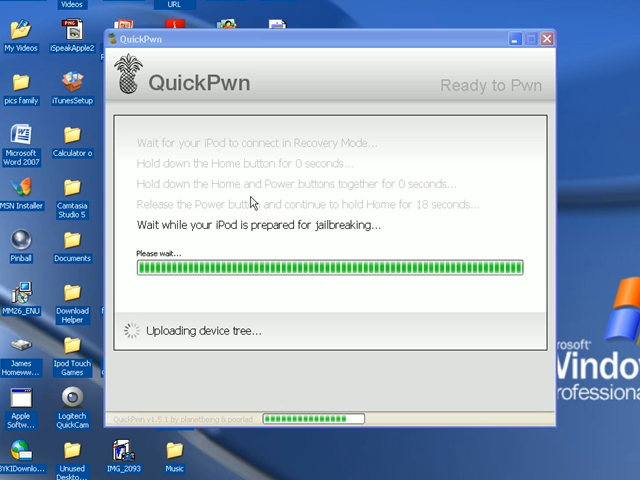 Videos
URL
My Videos
iSpeakApple2
QuickPwn
QuickPwn
Ready to Pwn
pics family
iTunesSetup
Wait for your iPod to connect in Recovery Mode...
Hold down the Home button for 0 seconds...
Hold down the Home and Power buttons together for 0 seconds...
Release the Power button and continue to hold Home for 18 seconds...
Wait while your iPod is prepared for jailbreaking...
Microsoft
Word 2007
Calculator o
MSN Installer
Camtasia
Studio 5
Please wait...
Pinball
Documents
MM26_ENU
Download
Helper
Uploading device tree...
James
Homeww...
Ipod Touch
Games
Windows
Professional
Apple
Softw...
Logitech
QuickCam
QuickPwn v1.5.1 by planetbeing & poorlad
BYKIDownlo...
Unused
Deskto...
IMG_2093
Music